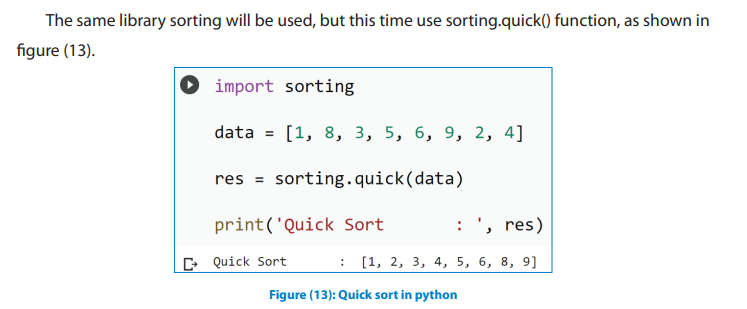 The same library sorting will be used, but this time use sorting.quick() function, as shown in
figure (13).
import sorting
data = [1, 8, 3, 5, 6, 9, 2, 4]
res = sorting.quick(data)
print('Quick Sort        : ', res)
Quick Sort        :  [1, 2, 3, 4, 5, 6, 8, 9]
Figure (13): Quick sort in python